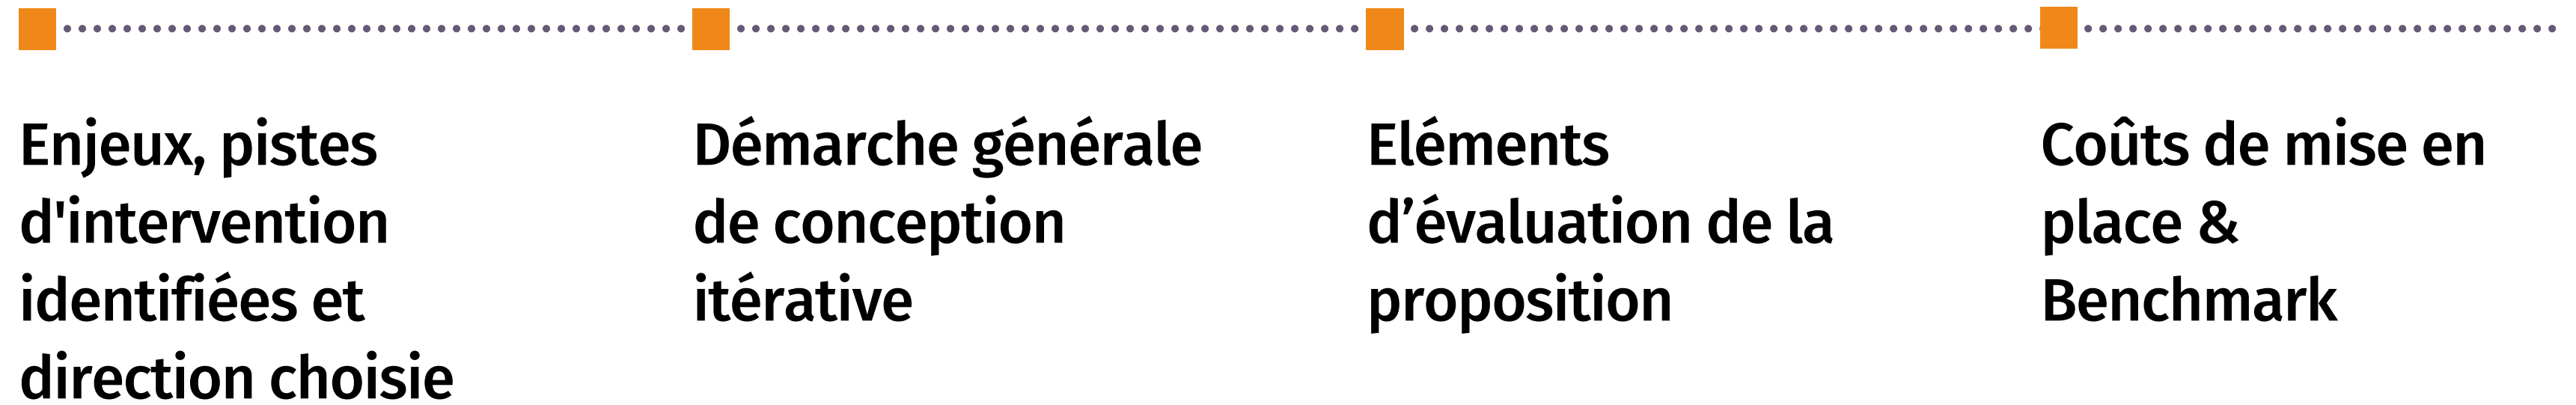 Enjeux, pistes
d'intervention
identifiées et
direction choisie
Démarche générale
de conception
itérative
Eléments
d’évaluation de la
proposition
Coûts de mise en
place &
Benchmark